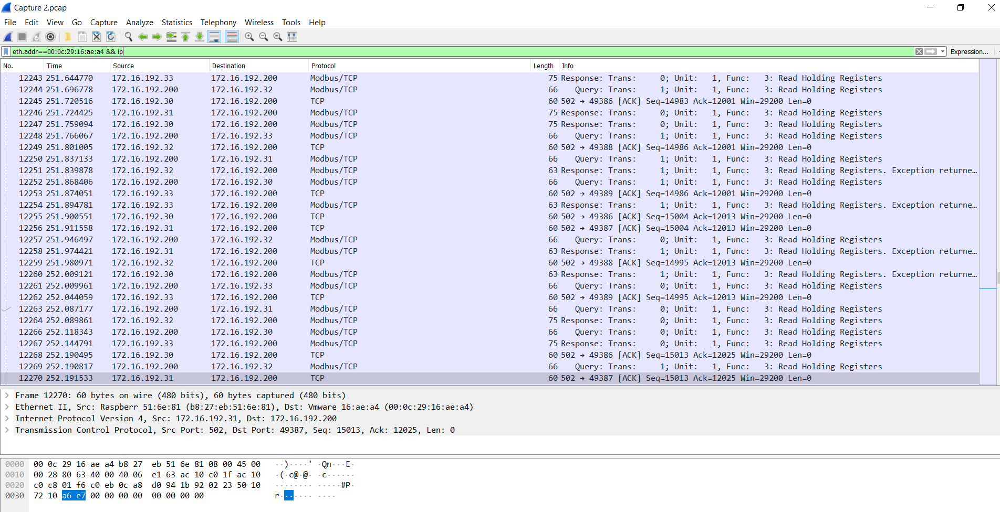 Capture 2.pcap
File Edit View Go Capture Analyze Statistics Telephony Wireless Tools Help
eth.addr==00:0c:29:16:ae:a4 && ip Expression...
No. Time Source Destination Protocol Length Info
12243 251.644770 172.16.192.33 172.16.192.200 Modbus/TCP 75 Response: Trans: 0; Unit: 1, Func: 3: Read Holding Registers
12244 251.696778 172.16.192.200 172.16.192.32 Modbus/TCP 66 Query: Trans: 1; Unit: 1, Func: 3: Read Holding Registers
12245 251.720516 172.16.192.30 172.16.192.200 TCP 60 502 → 49386 [ACK] Seq=14983 Ack=12001 Win=29200 Len=0
12246 251.724425 172.16.192.31 172.16.192.200 Modbus/TCP 75 Response: Trans: 0; Unit: 1, Func: 3: Read Holding Registers
12247 251.759094 172.16.192.30 172.16.192.200 Modbus/TCP 75 Response: Trans: 0; Unit: 1, Func: 3: Read Holding Registers
12248 251.766067 172.16.192.200 172.16.192.33 Modbus/TCP 66 Query: Trans: 1; Unit: 1, Func: 3: Read Holding Registers
12249 251.801005 172.16.192.32 172.16.192.200 TCP 60 502 → 49388 [ACK] Seq=14986 Ack=12001 Win=29200 Len=0
12250 251.837133 172.16.192.200 172.16.192.31 Modbus/TCP 66 Query: Trans: 1; Unit: 1, Func: 3: Read Holding Registers
12251 251.839878 172.16.192.32 172.16.192.200 Modbus/TCP 63 Response: Trans: 1; Unit: 1, Func: 3: Read Holding Registers. Exception returne…
12252 251.868406 172.16.192.200 172.16.192.30 Modbus/TCP 66 Query: Trans: 1; Unit: 1, Func: 3: Read Holding Registers
12253 251.874051 172.16.192.33 172.16.192.200 TCP 60 502 → 49389 [ACK] Seq=14986 Ack=12001 Win=29200 Len=0
12254 251.894781 172.16.192.33 172.16.192.200 Modbus/TCP 63 Response: Trans: 1; Unit: 1, Func: 3: Read Holding Registers. Exception returne…
12255 251.900551 172.16.192.30 172.16.192.200 TCP 60 502 → 49386 [ACK] Seq=15004 Ack=12013 Win=29200 Len=0
12256 251.911558 172.16.192.31 172.16.192.200 TCP 60 502 → 49387 [ACK] Seq=15004 Ack=12013 Win=29200 Len=0
12257 251.946497 172.16.192.200 172.16.192.32 Modbus/TCP 66 Query: Trans: 0; Unit: 1, Func: 3: Read Holding Registers
12258 251.974421 172.16.192.31 172.16.192.200 Modbus/TCP 63 Response: Trans: 1; Unit: 1, Func: 3: Read Holding Registers. Exception returne…
12259 251.980971 172.16.192.32 172.16.192.200 TCP 60 502 → 49388 [ACK] Seq=14995 Ack=12013 Win=29200 Len=0
12260 252.009121 172.16.192.30 172.16.192.200 Modbus/TCP 63 Response: Trans: 1; Unit: 1, Func: 3: Read Holding Registers. Exception returne…
12261 252.009961 172.16.192.200 172.16.192.33 Modbus/TCP 66 Query: Trans: 0; Unit: 1, Func: 3: Read Holding Registers
12262 252.044059 172.16.192.33 172.16.192.200 TCP 60 502 → 49389 [ACK] Seq=14995 Ack=12013 Win=29200 Len=0
12263 252.087177 172.16.192.200 172.16.192.31 Modbus/TCP 66 Query: Trans: 0; Unit: 1, Func: 3: Read Holding Registers
12264 252.089861 172.16.192.32 172.16.192.200 Modbus/TCP 75 Response: Trans: 0; Unit: 1, Func: 3: Read Holding Registers
12266 252.118343 172.16.192.200 172.16.192.30 Modbus/TCP 66 Query: Trans: 0; Unit: 1, Func: 3: Read Holding Registers
12267 252.144791 172.16.192.33 172.16.192.200 Modbus/TCP 75 Response: Trans: 0; Unit: 1, Func: 3: Read Holding Registers
12268 252.190495 172.16.192.30 172.16.192.200 TCP 60 502 → 49386 [ACK] Seq=15013 Ack=12025 Win=29200 Len=0
12269 252.190817 172.16.192.200 172.16.192.32 Modbus/TCP 66 Query: Trans: 1; Unit: 1, Func: 3: Read Holding Registers
12270 252.191533 172.16.192.31 172.16.192.200 TCP 60 502 → 49387 [ACK] Seq=15013 Ack=12025 Win=29200 Len=0
Frame 12270: 60 bytes on wire (480 bits), 60 bytes captured (480 bits)
Ethernet II, Src: Raspberr_51:6e:81 (b8:27:eb:51:6e:81), Dst: Vmware_16:ae:a4 (00:0c:29:16:ae:a4)
Internet Protocol Version 4, Src: 172.16.192.31, Dst: 172.16.192.200
Transmission Control Protocol, Src Port: 502, Dst Port: 49387, Seq: 15013, Ack: 12025, Len: 0
0000 00 0c 29 16 ae a4 b8 27 eb 51 6e 81 08 00 45 00 ··)····' ·Qn···E·
0010 00 28 80 63 40 00 40 06 e1 63 ac 10 c0 1f ac 10 ·(·c@·@· ·c······
0020 c0 c8 01 f6 c0 eb 0c a8 d0 94 1b 92 02 23 50 10 ········ ·····#P·
0030 72 10 a6 e7 00 00 00 00 00 00 00 00 r······· ····